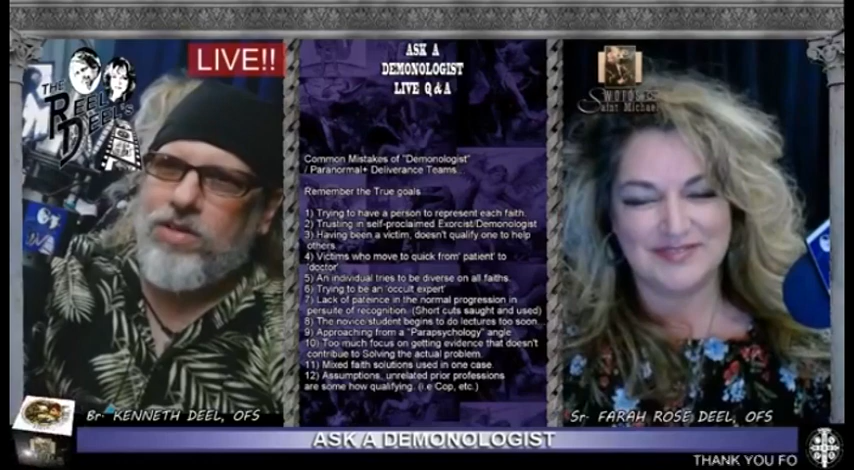 THE
REEL
DEEL'S
LIVE!!
ASK A
DEMONOLOGIST
LIVE Q&A
Common Mistakes of "Demonologist"
/ Paranormal+ Deliverance Teams...
Remember the True goals
1) Trying to have a person to represent each faith.
2) Trusting in self-proclaimed Exorcist/Demonologist
3) Having been a victim, doesn't qualify one to help
others.
4) Victims who move to quick from' patient' to
'doctor'
5) An individual tries to be diverse on all faiths.
6) Trying to be an 'occult expert'
7) Lack of patience in the normal progression in
persuite of recognition. (Short cuts saught and used)
8) The novice-student begins to do lectures too soon.
9) Approaching from a "Parapsychology" angle
10) Too much focus on getting evidence that doesn't
contribue to Solving the actual problem.
11) Mixed faith solutions used in one case.
12) Assumptions, unrelated prior professions
are some how qualifying. (i.e Cop, etc.)
Saint Michael
Br. KENNETH DEEL, OFS
Sr. FARAH ROSE DEEL, OFS
ASK A DEMONOLOGIST
THANK YOU FO